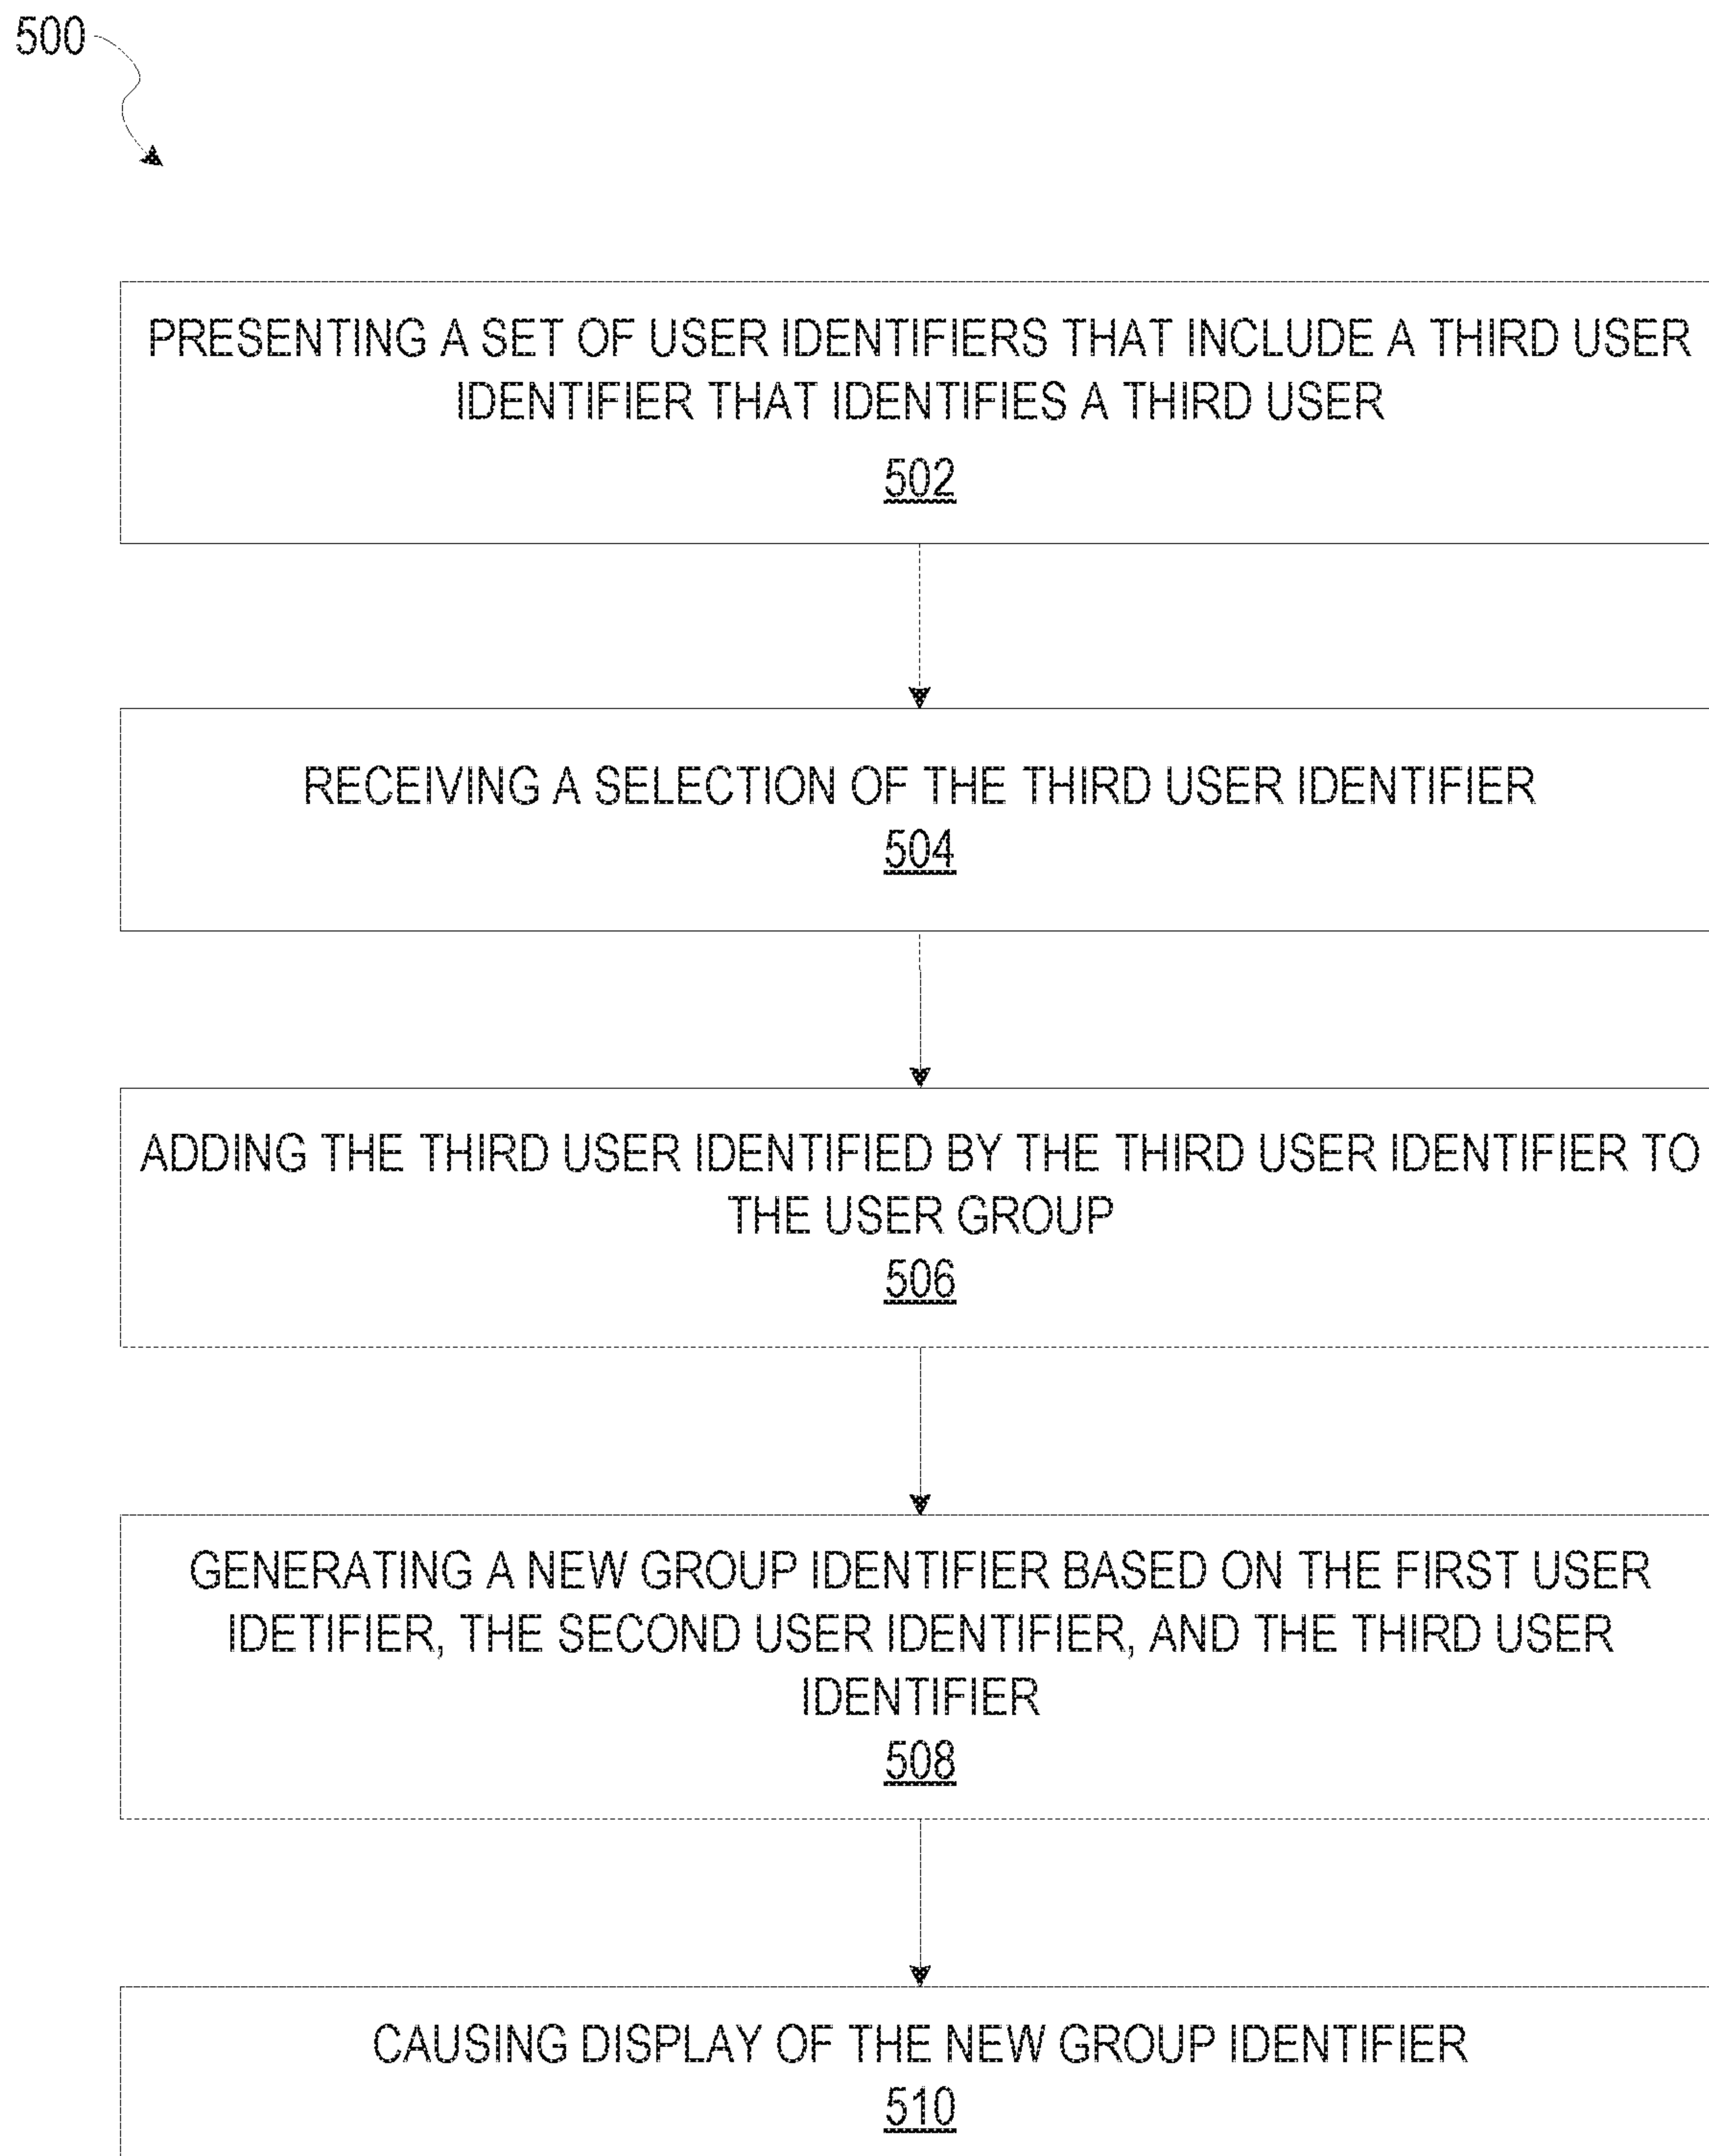 500
PRESENTING A SET OF USER IDENTIFIERS THAT INCLUDE A THIRD USER
IDENTIFIER THAT IDENTIFIES A THIRD USER
502
RECEIVING A SELECTION OF THE THIRD USER IDENTIFIER
504
ADDING THE THIRD USER IDENTIFIED BY THE THIRD USER IDENTIFIER TO
THE USER GROUP
506
GENERATING A NEW GROUP IDENTIFIER BASED ON THE FIRST USER
IDETIFIER, THE SECOND USER IDENTIFIER, AND THE THIRD USER
IDENTIFIER
508
CAUSING DISPLAY OF THE NEW GROUP IDENTIFIER
510